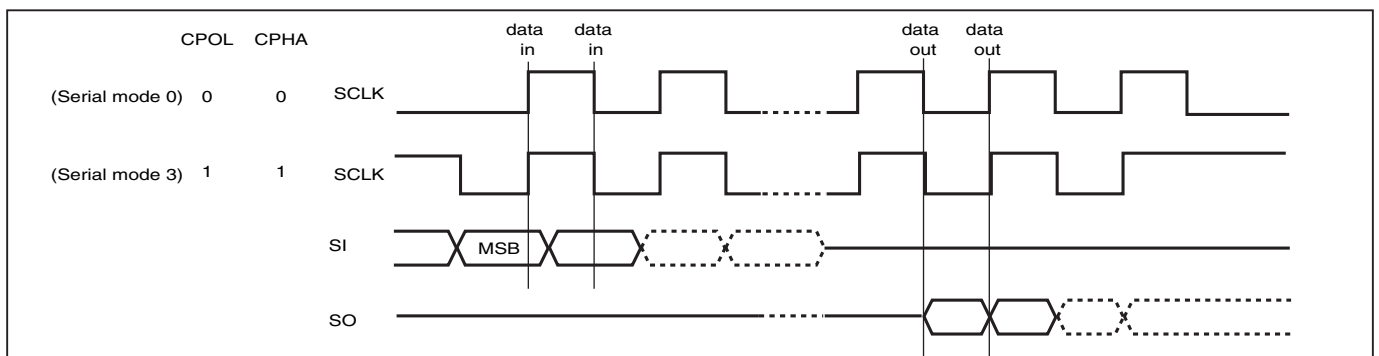 CPOL CPHA
data in
data in
data out
data out
(Serial mode 0) 0 0 SCLK
(Serial mode 3) 1 1 SCLK
SI MSB
SO